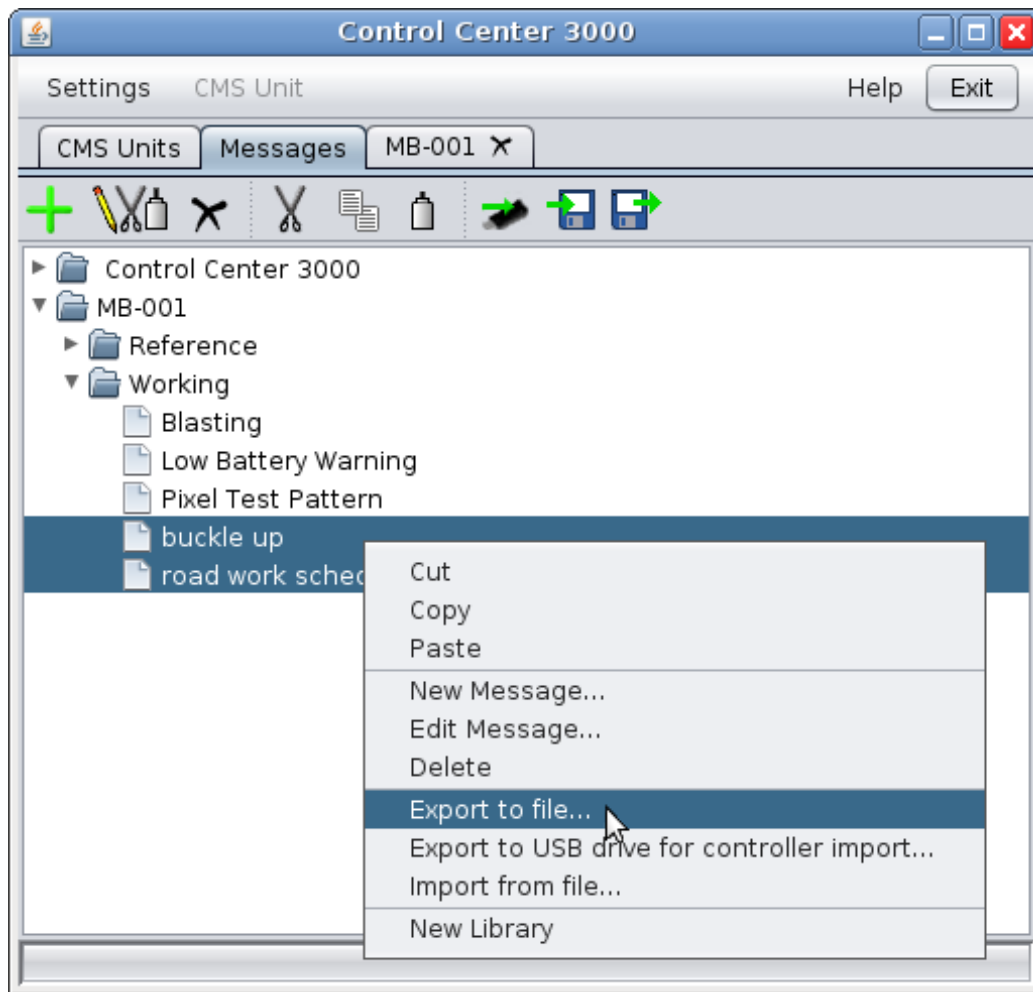 Control Center 3000
Settings CMS Unit Help Exit
CMS Units Messages MB-001
Control Center 3000
MB-001
Reference
Working
Blasting
Low Battery Warning
Pixel Test Pattern
buckle up
road work
Cut
Copy
Paste
New Message...
Edit Message...
Delete
Export to file...
Export to USB drive for controller import...
Import from file...
New Library